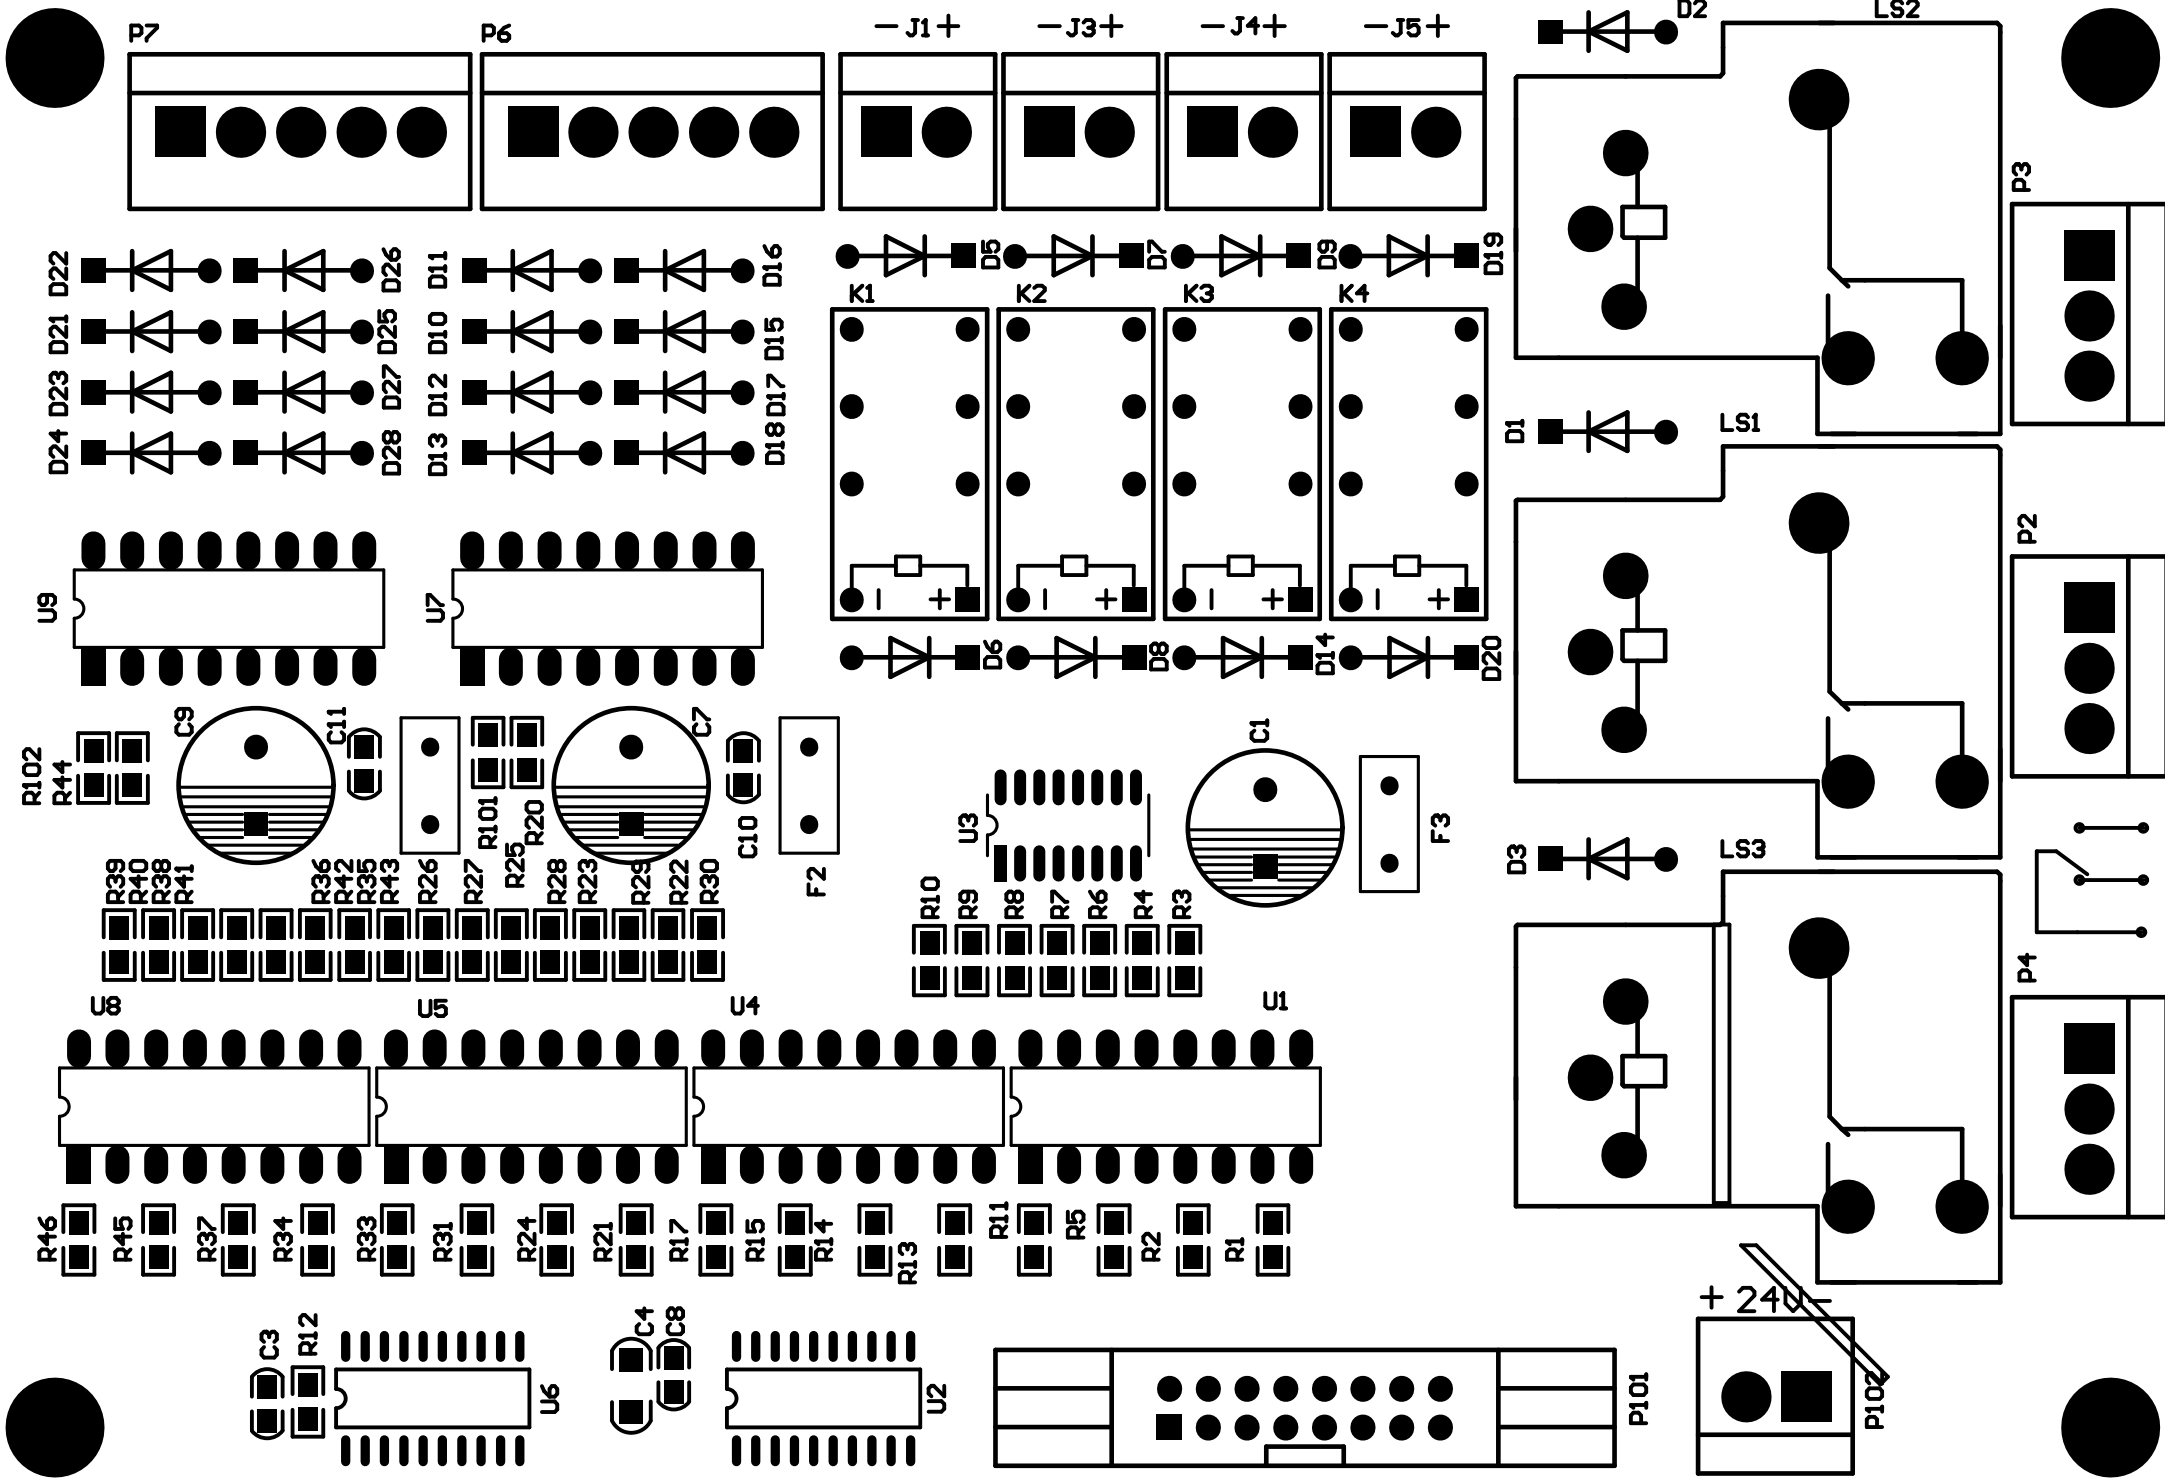 P7 P6 -J1+ -J3+ -J4+ -J5+ D2 LS2
P3
D22 D26 D11 D16 D5 D7 D9 D19
K1 K2 K3 K4
D21 D25 D10 D15
D23 D27 D12 D17
D24 D28 D13 D18 D1 LS1
P2
U9 U7 - + - + - + - +
D6 D8 D14 D20
R102 R44 C9 C11 R101 R20 C7 C10 C1
U3 F3 D3 LS3
R39 R40 R38 R41 R36 R42 R35 R43 R26 R27 R25 R28 R23 R29 R22 R30 F2
R10 R9 R8 R7 R6 R4 R3
P4
U8 U5 U4 U1
R46 R45 R37 R34 R33 R31 R24 R21 R17 R15 R14 R13 R11 R5 R2 R1
+ 24V -
C3 R12 U6 C4 C8 U2 P101 P102